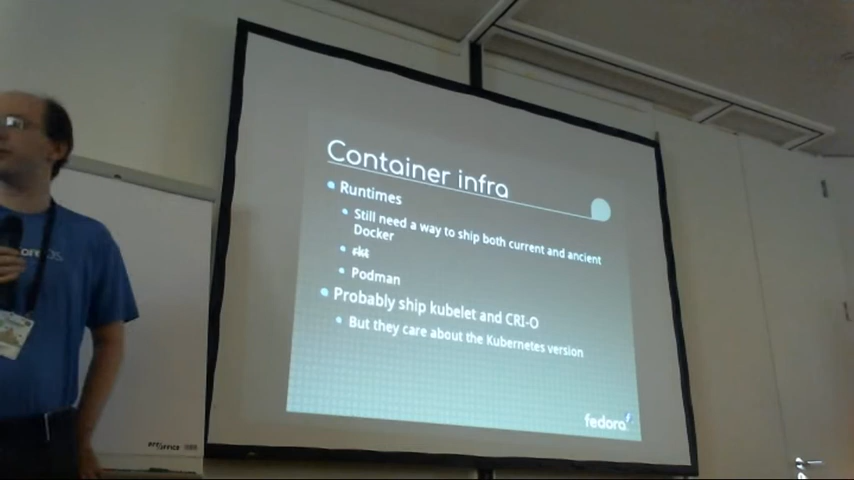 Container infra
Runtimes
Still need a way to ship both current and ancient
Docker
rkt
Podman
Probably ship kubelet and CRI-O
But they care about the Kubernetes version
fedora